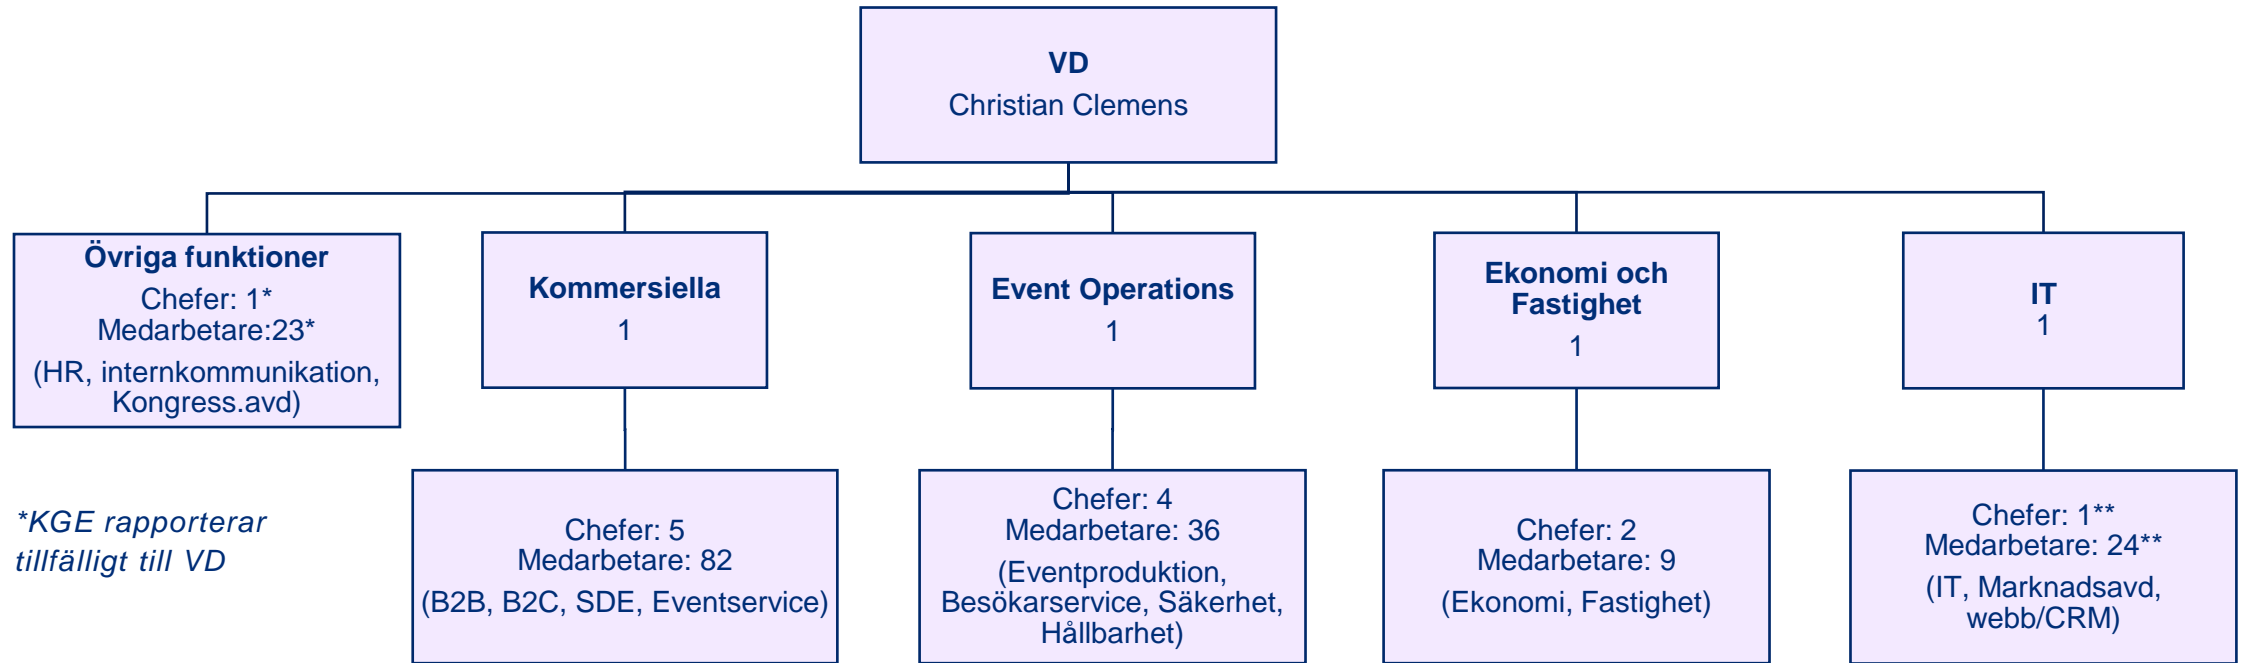 VD
Christian Clemens
Övriga funktioner
Chefer: 1*
Medarbetare:23*
(HR, internkommunikation,
Kongress.avd)
Kommersiella
1
Event Operations
1
Ekonomi och
Fastighet
1
IT
1
*KGE rapporterar
tillfälligt till VD
Chefer: 5
Medarbetare: 82
(B2B, B2C, SDE, Eventservice)
Chefer: 4
Medarbetare: 36
(Eventproduktion,
Besökarservice, Säkerhet,
Hållbarhet)
Chefer: 2
Medarbetare: 9
(Ekonomi, Fastighet)
Chefer: 1**
Medarbetare: 24**
(IT, Marknadsavd,
webb/CRM)